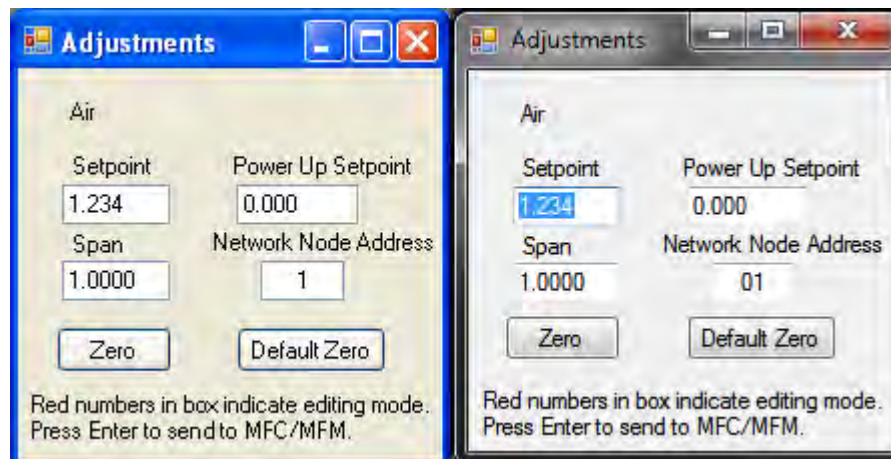 Adjustments
Air
Setpoint Power Up Setpoint
1.234 0.000
Span Network Node Address
1.0000 1
Zero Default Zero
Red numbers in box indicate editing mode.
Press Enter to send to MFC/MFM.
Adjustments
Air
Setpoint Power Up Setpoint
1.234 0.000
Span Network Node Address
1.0000 01
Zero Default Zero
Red numbers in box indicate editing mode.
Press Enter to send to MFC/MFM.